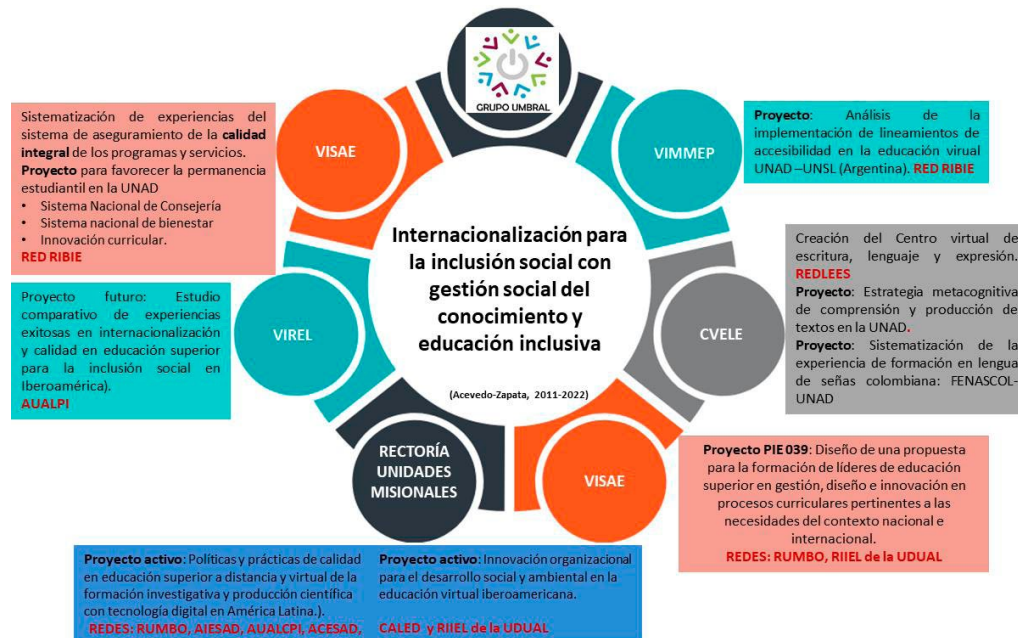 GRUPO UMBRAL
VISAE
VIMMEP
Sistematización de experiencias del
sistema de aseguramiento de la calidad
integral de los programas y servicios.
Proyecto para favorecer la permanencia
estudiantil en la UNAD
• Sistema Nacional de Consejería
• Sistema nacional de bienestar
• Innovación curricular.
RED RIBIE
Proyecto: Análisis de la
implementación de lineamientos de
accesibilidad en la educación virual
UNAD –UNSL (Argentina). RED RIBIE
Internacionalización para
la inclusión social con
gestión social del
conocimiento y
educación inclusiva
(Acevedo-Zapata, 2011-2022)
VIREL
CVELE
Proyecto futuro: Estudio
comparativo de experiencias
exitosas en internacionalización
y calidad en educación superior
para la inclusión social en
Iberoamérica).
AUALPI
Creación del Centro virtual de
escritura, lenguaje y expresión.
REDLEES
Proyecto: Estrategia metacognitiva
de comprensión y producción de
textos en la UNAD.
Proyecto: Sistematización de la
experiencia de formación en lengua
de señas colombiana: FENASCOL-
UNAD
RECTORÍA
UNIDADES
MISIONALES
VISAE
Proyecto PIE 039: Diseño de una propuesta
para la formación de líderes de educación
superior en gestión, diseño e innovación en
procesos curriculares pertinentes a las
necesidades del contexto nacional e
internacional.
REDES: RUMBO, RIIEL de la UDUAL
Proyecto activo: Políticas y prácticas de calidad
en educación superior a distancia y virtual de la
formación investigativa y producción científica
con tecnología digital en América Latina.).
REDES: RUMBO, AIESAD, AUALCPI, ACESAD,
Proyecto activo: Innovación organizacional
para el desarrollo social y ambiental en la
educación virtual iberoamericana.
CALED y RIIEL de la UDUAL